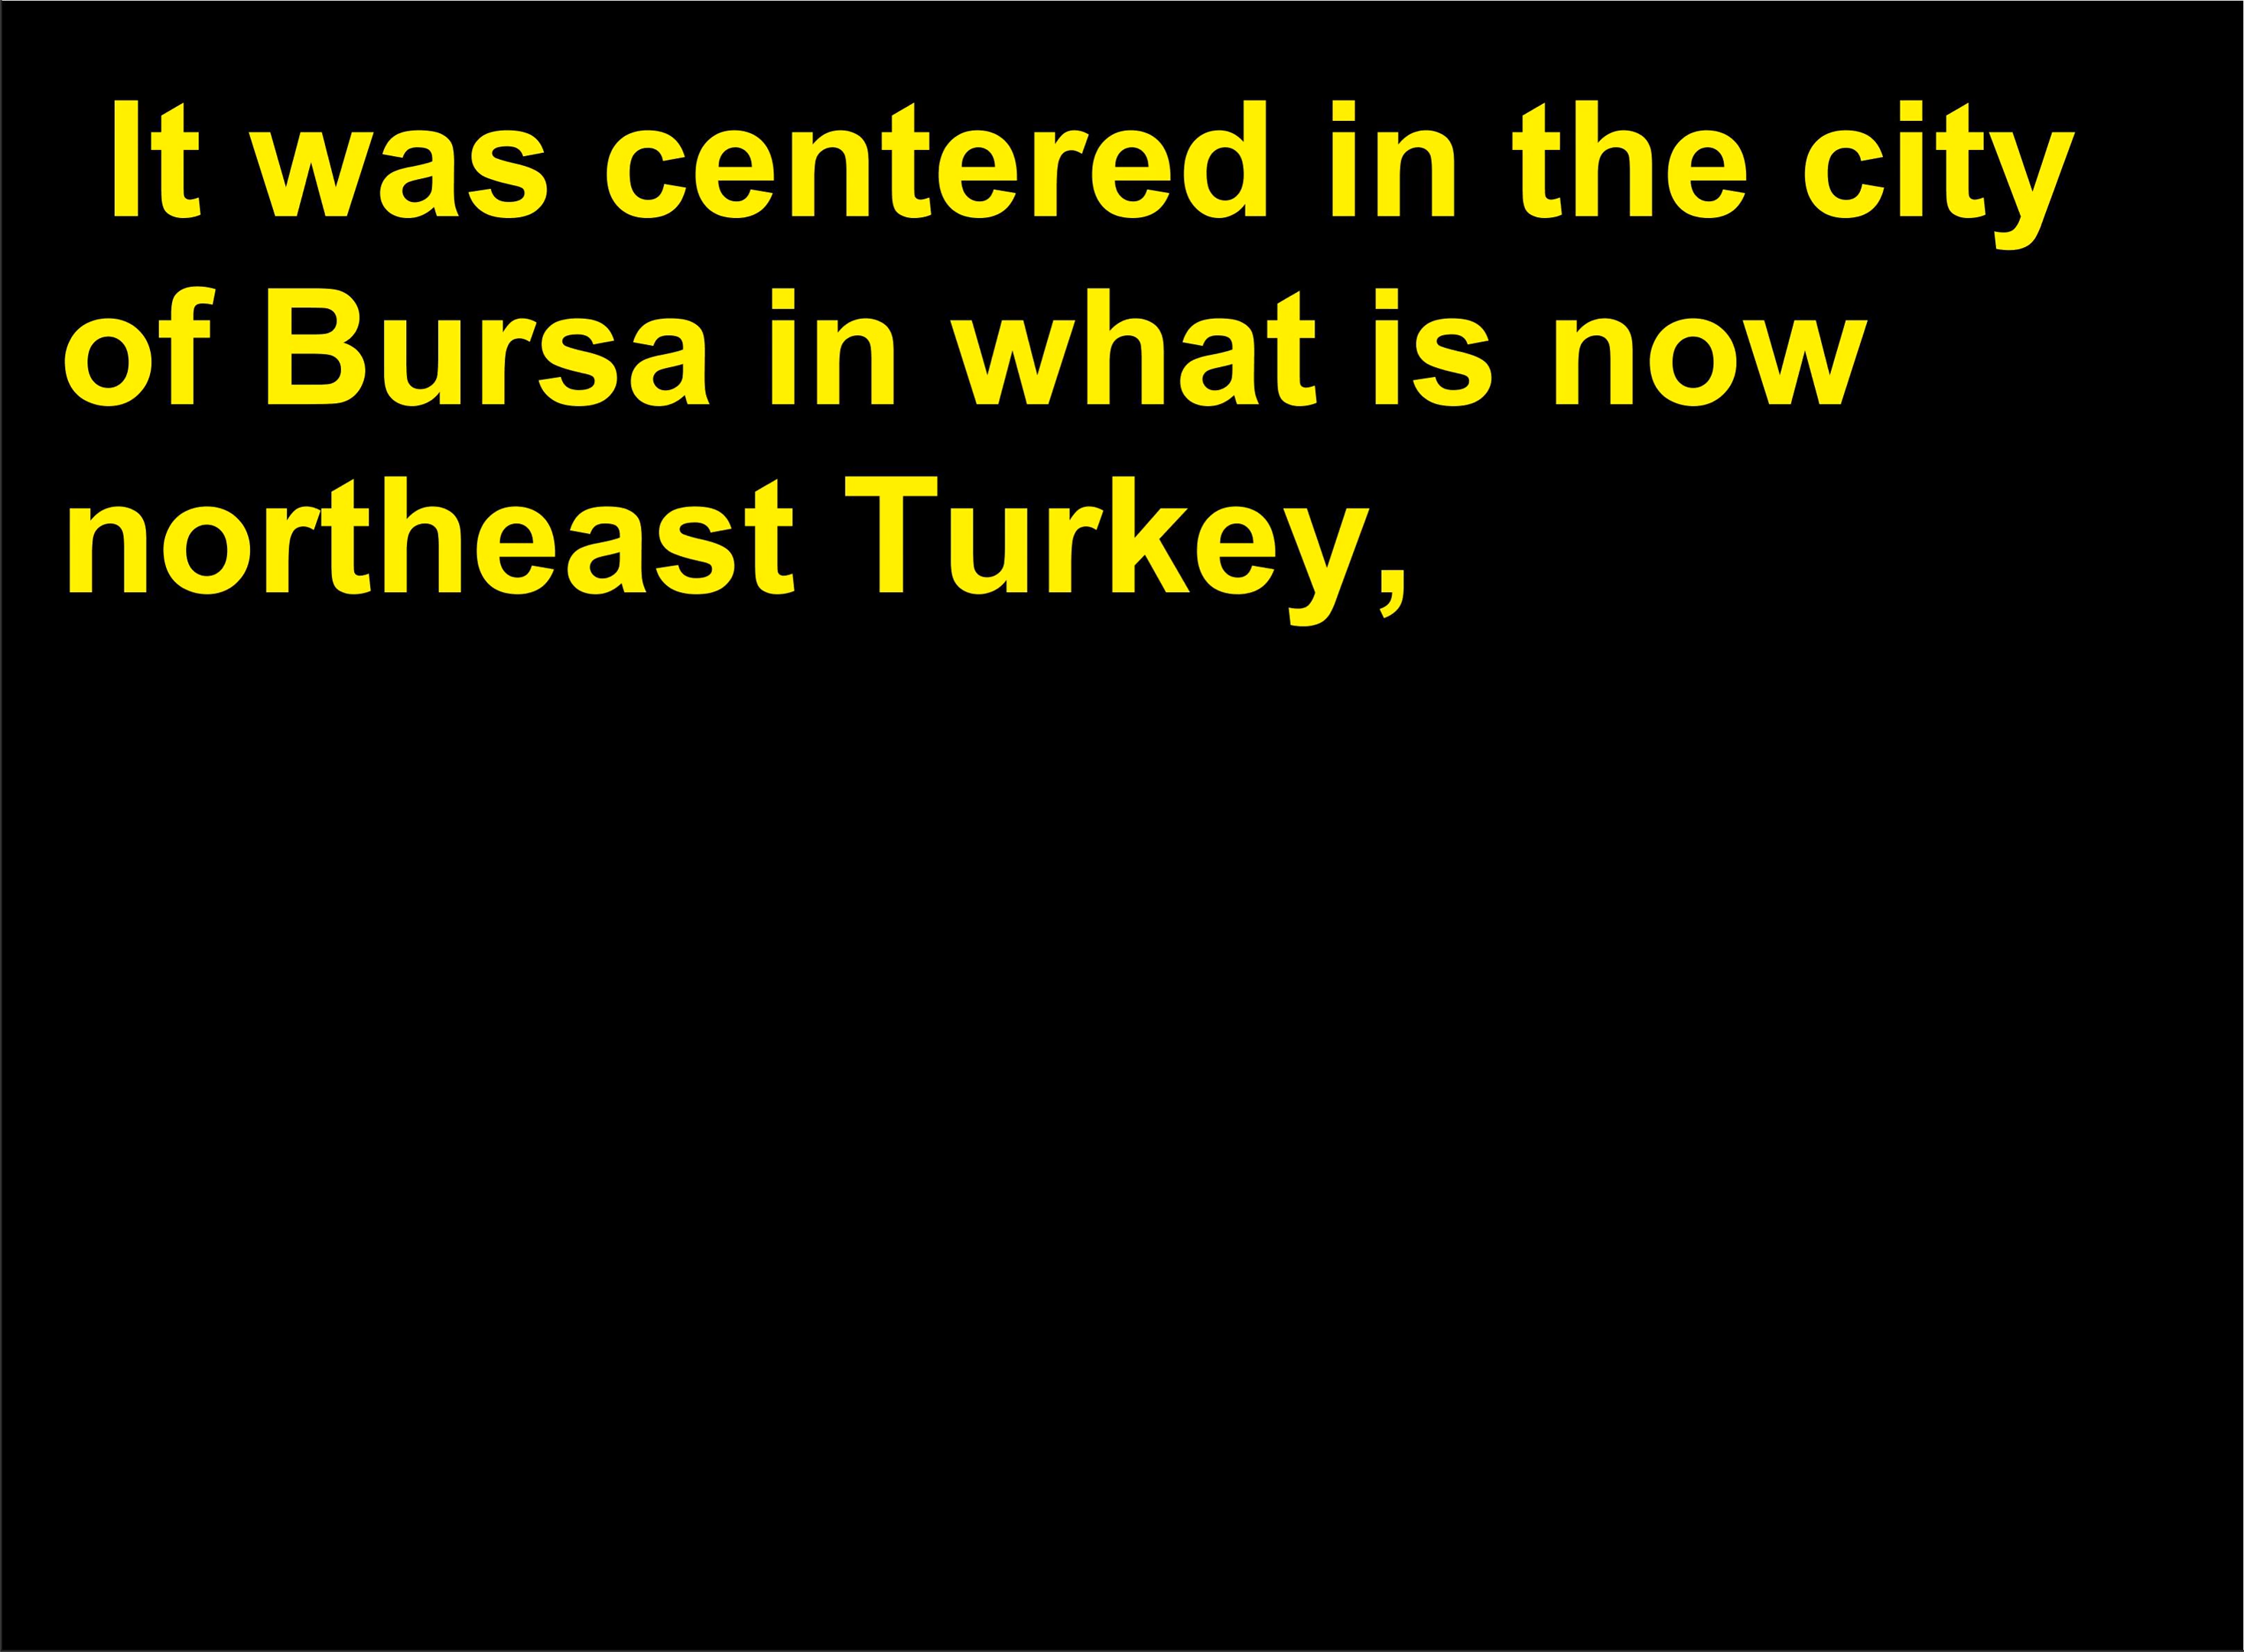 It was centered in the city
of Bursa in what is now
northeast Turkey,